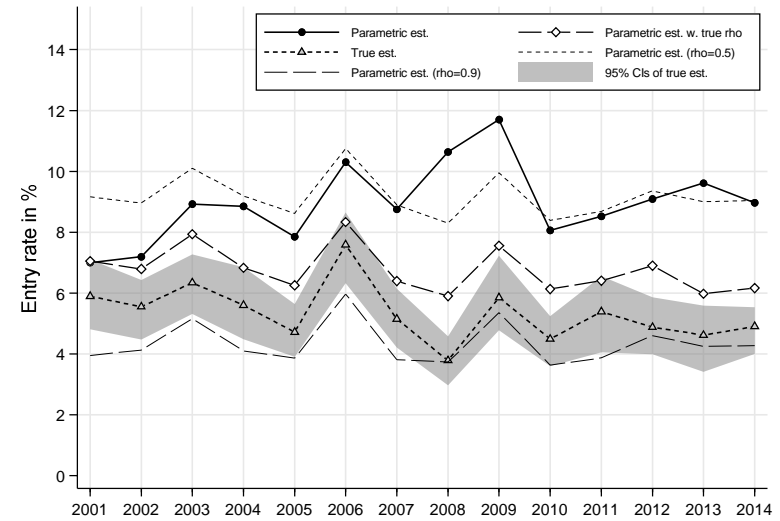 Parametric est.
Parametric est. w. true rho
True est.
Parametric est. (rho=0.5)
Parametric est. (rho=0.9)
95% CIs of true est.
Entry rate in %
14
12
10
8
6
4
2
0
2001 2002 2003 2004 2005 2006 2007 2008 2009 2010 2011 2012 2013 2014